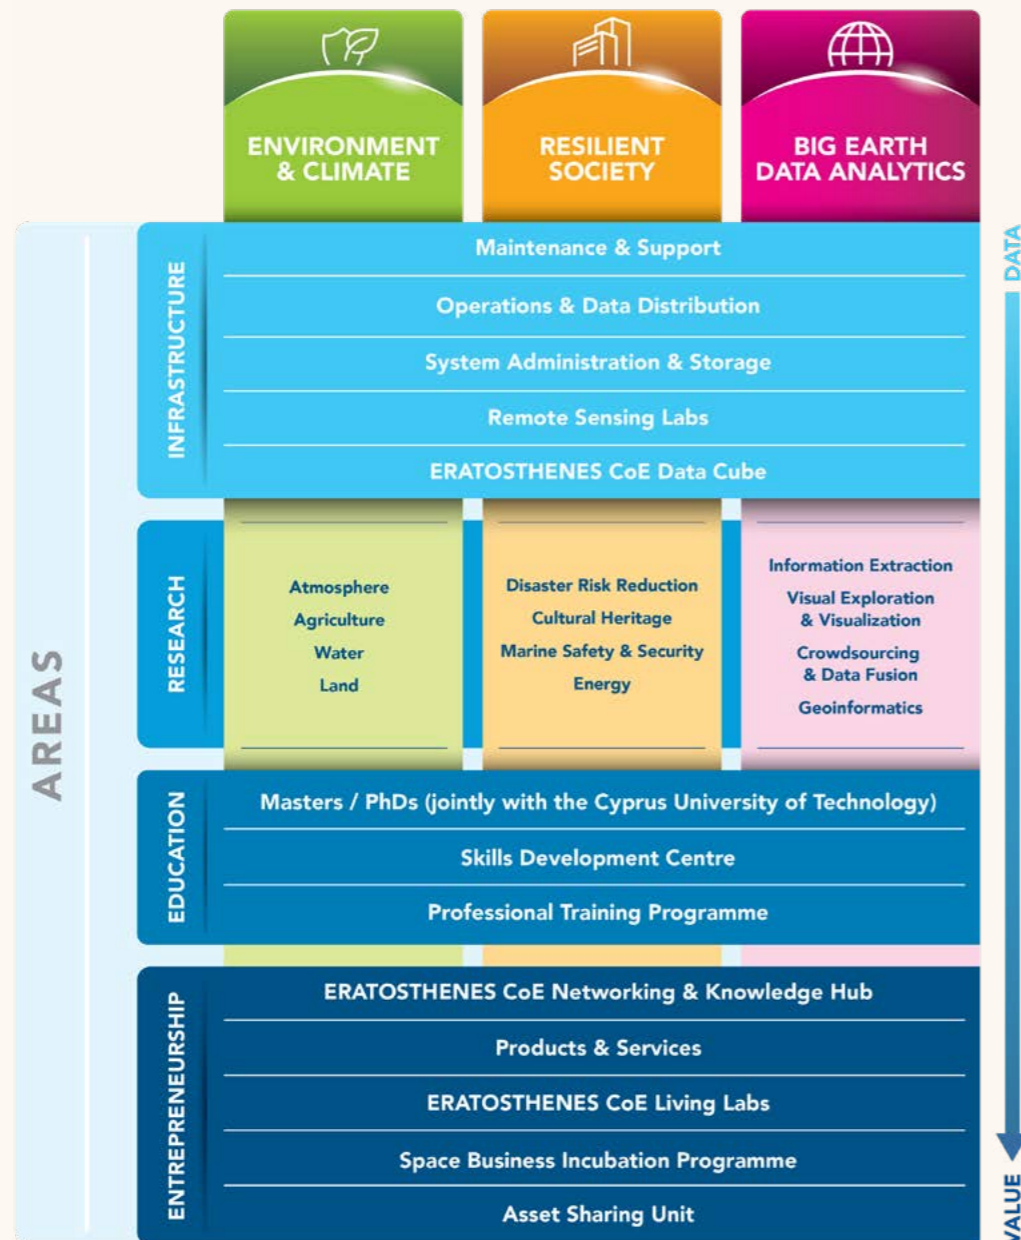 ENVIRONMENT
& CLIMATE
RESILIENT
SOCIETY
BIG EARTH
DATA ANALYTICS
DATA
AREAS
INFRASTRUCTURE
Maintenance & Support
Operations & Data Distribution
System Administration & Storage
Remote Sensing Labs
ERATOSTHENES CoE Data Cube
RESEARCH
Atmosphere
Agriculture
Water
Land
Disaster Risk Reduction
Cultural Heritage
Marine Safety & Security
Energy
Information Extraction
Visual Exploration
& Visualization
Crowdsourcing
& Data Fusion
Geoinformatics
EDUCATION
Masters / PhDs (jointly with the Cyprus University of Technology)
Skills Development Centre
Professional Training Programme
ENTREPRENEURSHIP
ERATOSTHENES CoE Networking & Knowledge Hub
Products & Services
ERATOSTHENES CoE Living Labs
Space Business Incubation Programme
Asset Sharing Unit
VALUE